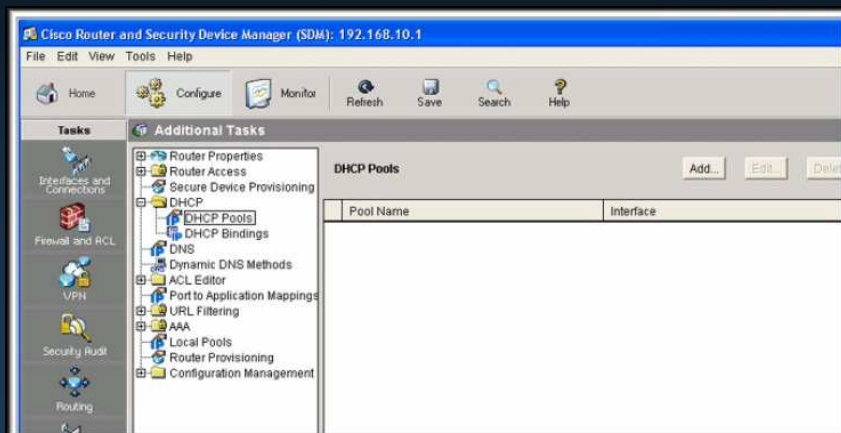 Cisco Router and Security Device Manager (SDM): 192.168.10.1
File Edit View Tools Help
Home Configure Monitor Refresh Save Search Help
Tasks
Additional Tasks
Interfaces and Connections
Firewall and ACL
VPN
Security Audit
Routing
Router Properties
Router Access
Secure Device Provisioning
DHCP
DHCP Pools
DHCP Bindings
DNS
Dynamic DNS Methods
ACL Editor
Port to Application Mappings
URL Filtering
AAA
Local Pools
Router Provisioning
Configuration Management
DHCP Pools
Add... Edit... Delet
Pool Name Interface